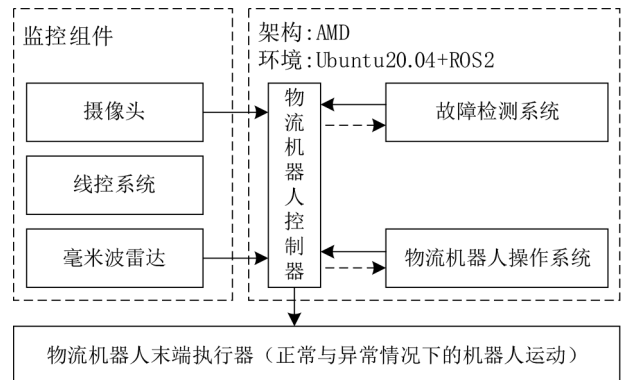 监控组件
架构:AMD
环境:Ubuntu20.04+ROS2
摄像头
线控系统
毫米波雷达
物流机器人控制器
故障检测系统
物流机器人操作系统
物流机器人末端执行器（正常与异常情况下的机器人运动）